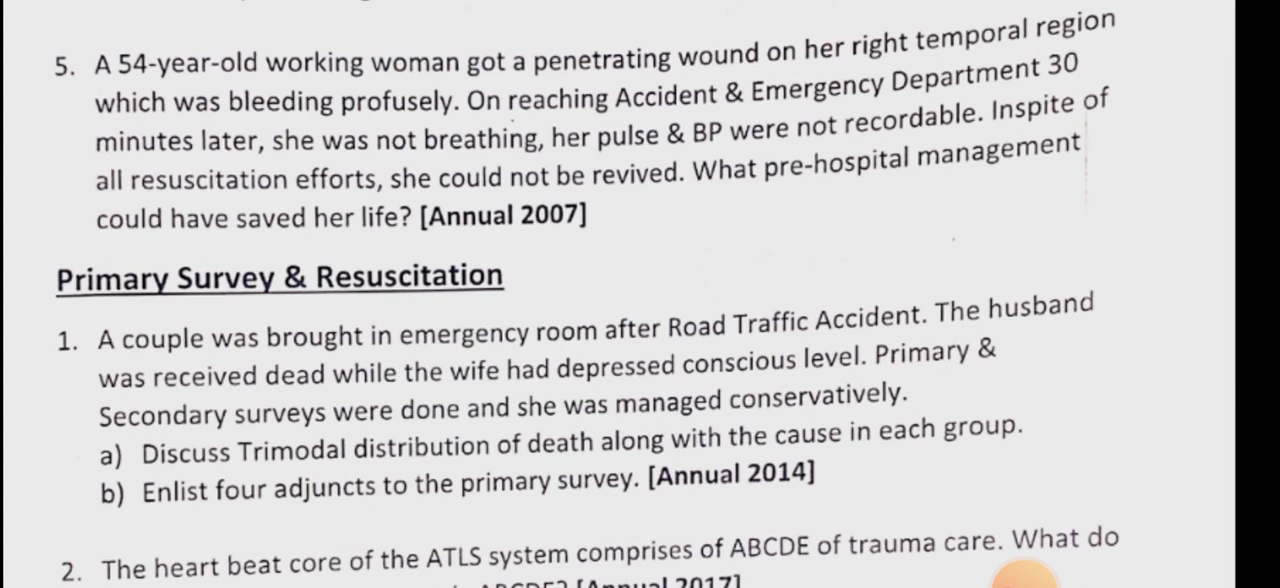 5. A 54-year-old working woman got a penetrating wound on her right temporal region
which was bleeding profusely. On reaching Accident & Emergency Department 30
minutes later, she was not breathing, her pulse & BP were not recordable. Inspite of
all resuscitation efforts, she could not be revived. What pre-hospital management
could have saved her life? [Annual 2007]
Primary Survey & Resuscitation
1. A couple was brought in emergency room after Road Traffic Accident. The husband
was received dead while the wife had depressed conscious level. Primary &
Secondary surveys were done and she was managed conservatively.
a) Discuss Trimodal distribution of death along with the cause in each group.
b) Enlist four adjuncts to the primary survey. [Annual 2014]
2. The heart beat core of the ATLS system comprises of ABCDE of trauma care. What do
ABCDE? [Annual 2017]